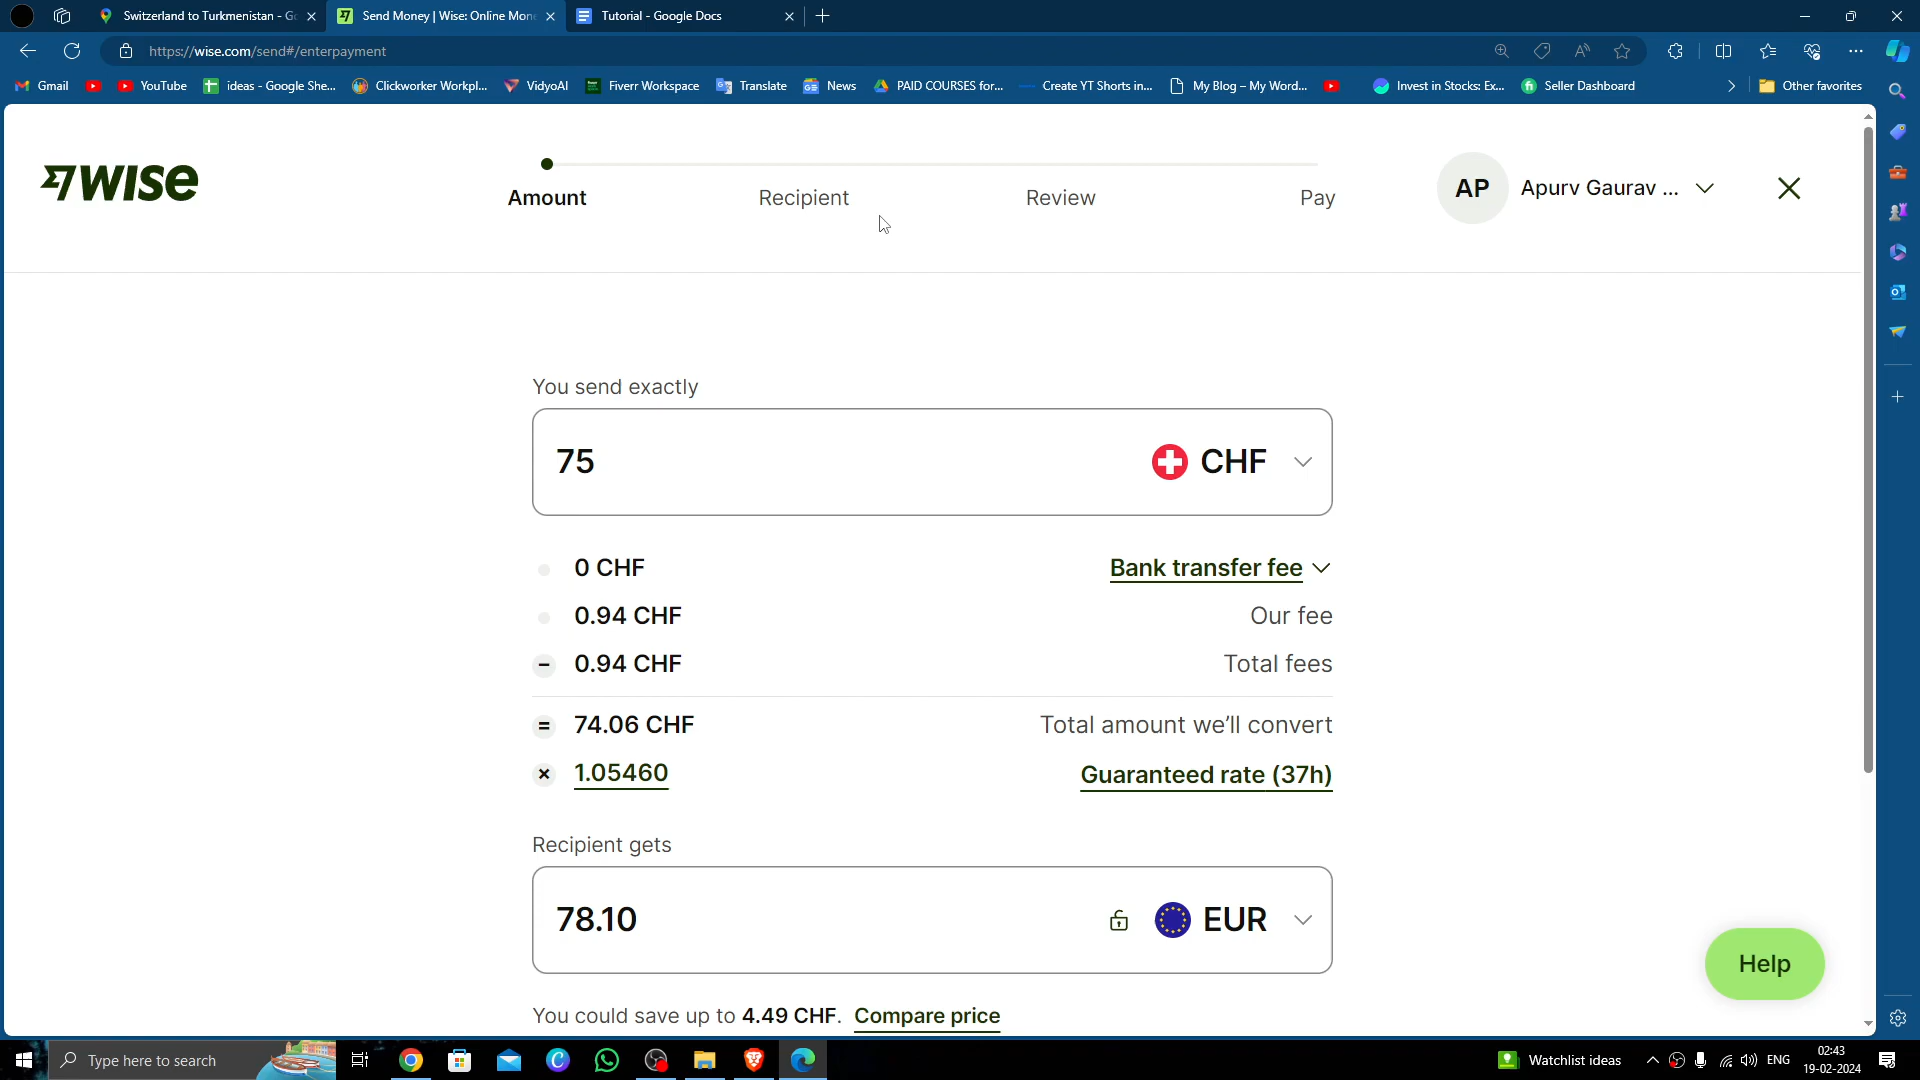 Switzerland to Turkmenistan - Go
Send Money | Wise: Online Mone
Tutorial - Google Docs
https://wise.com/send#/enterpayment
Gmail
YouTube
ideas - Google She...
Clickworker Workpl...
VidyoAI
Fiverr Workspace
Translate
News
PAID COURSES for...
Create YT Shorts in...
My Blog – My Word...
Invest in Stocks: Ex...
Seller Dashboard
Other favorites
WISE
Amount
Recipient
Review
Pay
AP
Apurv Gaurav ...
You send exactly
75
CHF
0 CHF
Bank transfer fee
0.94 CHF
Our fee
– 0.94 CHF
Total fees
= 74.06 CHF
Total amount we'll convert
× 1.05460
Guaranteed rate (37h)
Recipient gets
78.10
EUR
Help
You could save up to 4.49 CHF. Compare price
Type here to search
Watchlist ideas
ENG
02:43
19-02-2024